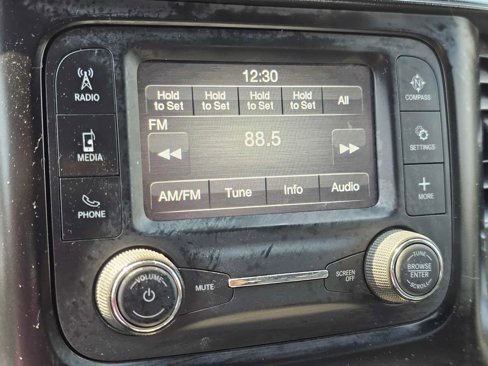 12:30
Hold to Set
Hold to Set
Hold to Set
Hold to Set
All
FM
88.5
AM/FM
Tune
Info
Audio
RADIO
MEDIA
PHONE
N
COMPASS
SETTINGS
MORE
VOLUME
MUTE
SCREEN
OFF
TUNE
BROWSE
ENTER
SCROLL